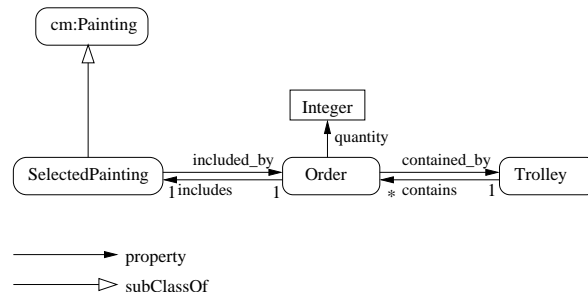 cm:Painting
Integer
quantity
SelectedPainting
included_by
Order
contained_by
Trolley
1 includes 1
* contains 1
property
subClassOf